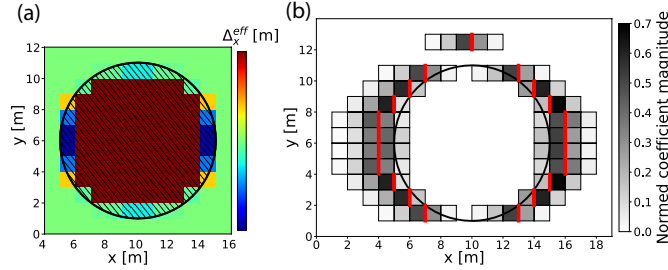 (a)
Δ_x^eff [m]
12
10
8
6
4
2
0
y [m]
4 6 8 10 12 14 16
x [m]
(b)
14
12
10
8
6
4
2
0
y [m]
0 2 4 6 8 10 12 14 16 18
x [m]
0.7
0.6
0.5
0.4
0.3
0.2
0.1
0.0
Normed coefficient magnitude